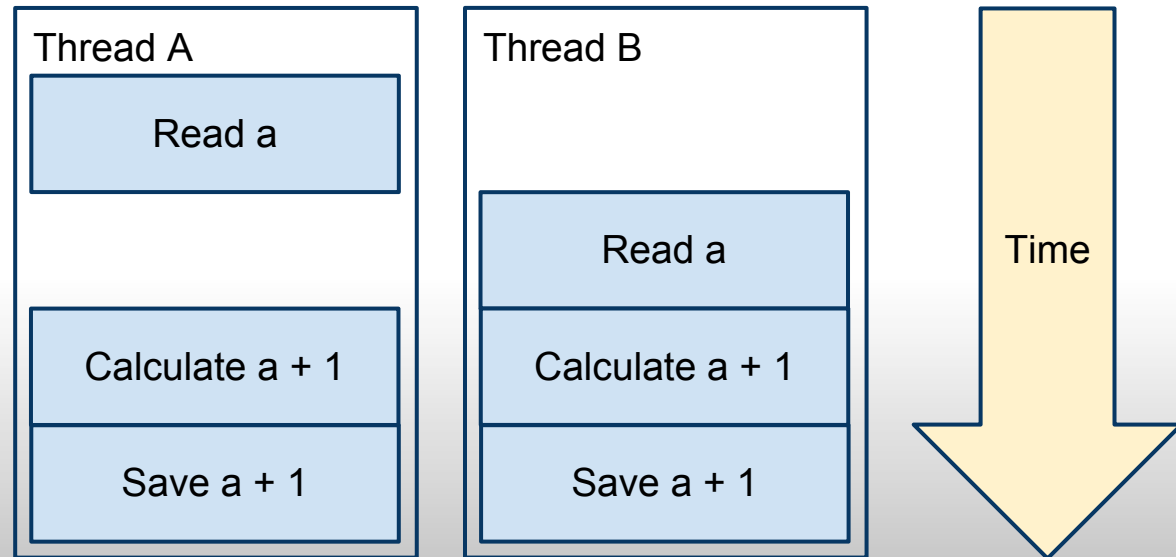 Thread A
Read a
Calculate a + 1
Save a + 1
Thread B
Read a
Calculate a + 1
Save a + 1
Time